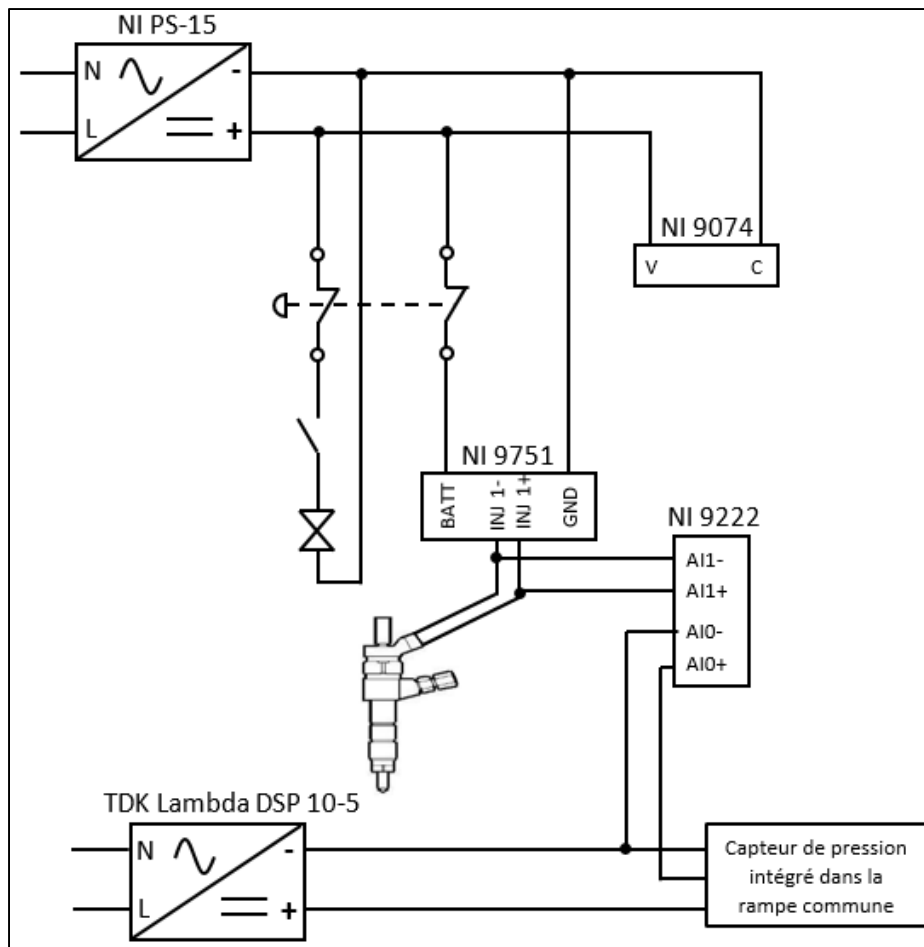 NI PS-15
N
-
L
+
NI 9074
V
C
NI 9751
BATT
INJ 1-
INJ 1+
GND
NI 9222
AI1-
AI1+
AI0-
AI0+
TDK Lambda DSP 10-5
N
-
L
+
Capteur de pression
intégré dans la
rampe commune